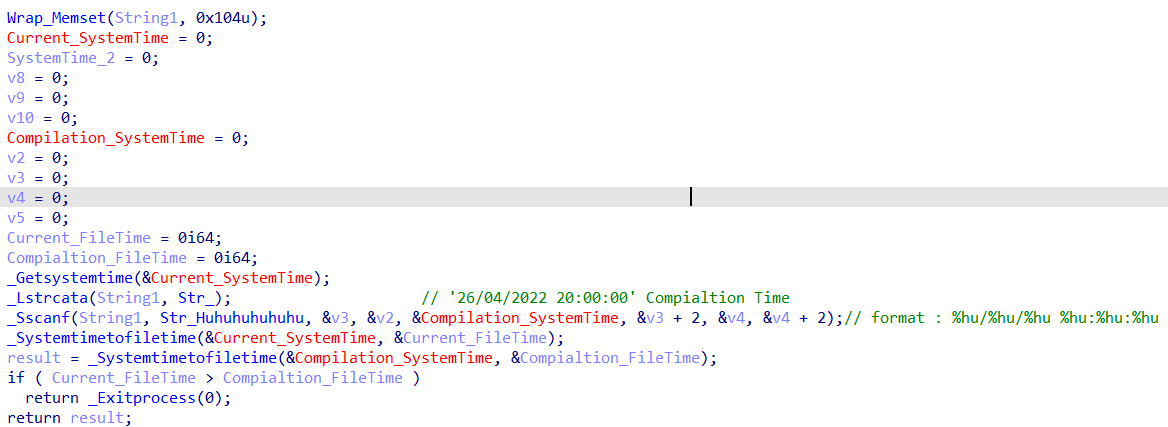 Wrap_Memset(String1, 0x104u);
Current_SystemTime = 0;
SystemTime_2 = 0;
v8 = 0;
v9 = 0;
v10 = 0;
Compilation_SystemTime = 0;
v2 = 0;
v3 = 0;
v4 = 0;
v5 = 0;
Current_FileTime = 0i64;
Compialtion_FileTime = 0i64;
_Getsystemtime(&Current_SystemTime);
_Lstrcata(String1, Str_); // '26/04/2022 20:00:00' Compialtion Time
_Sscanf(String1, Str_Huhuhuhuhuhu, &v3, &v2, &Compilation_SystemTime, &v3 + 2, &v4, &v4 + 2);// format : %hu/%hu/%hu %hu:%hu:%hu
_Systemtimetofiletime(&Current_SystemTime, &Current_FileTime);
result = _Systemtimetofiletime(&Compilation_SystemTime, &Compialtion_FileTime);
if ( Current_FileTime > Compialtion_FileTime )
return _Exitprocess(0);
return result;